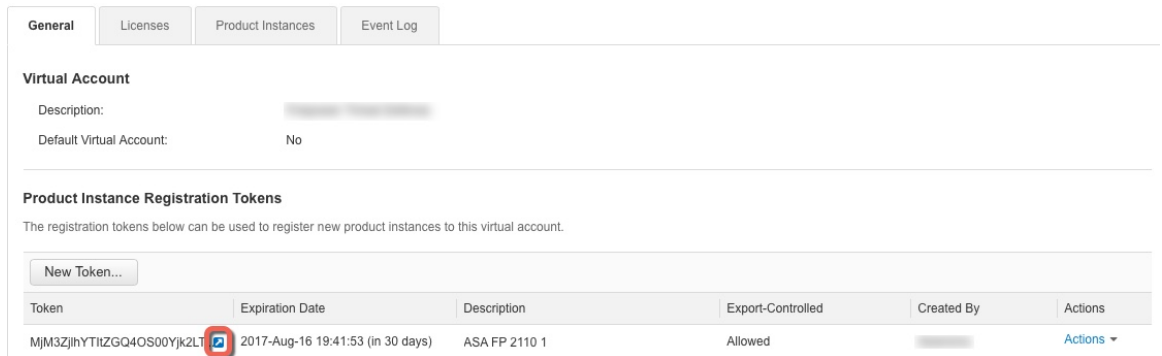 General Licenses Product Instances Event Log
Virtual Account
Description:
Default Virtual Account: No
Product Instance Registration Tokens
The registration tokens below can be used to register new product instances to this virtual account.
New Token...
Token Expiration Date Description Export-Controlled Created By Actions
MjM3ZjlhYTItZGQ4OS00Yjk2LT 2017-Aug-16 19:41:53 (in 30 days) ASA FP 2110 1 Allowed Actions